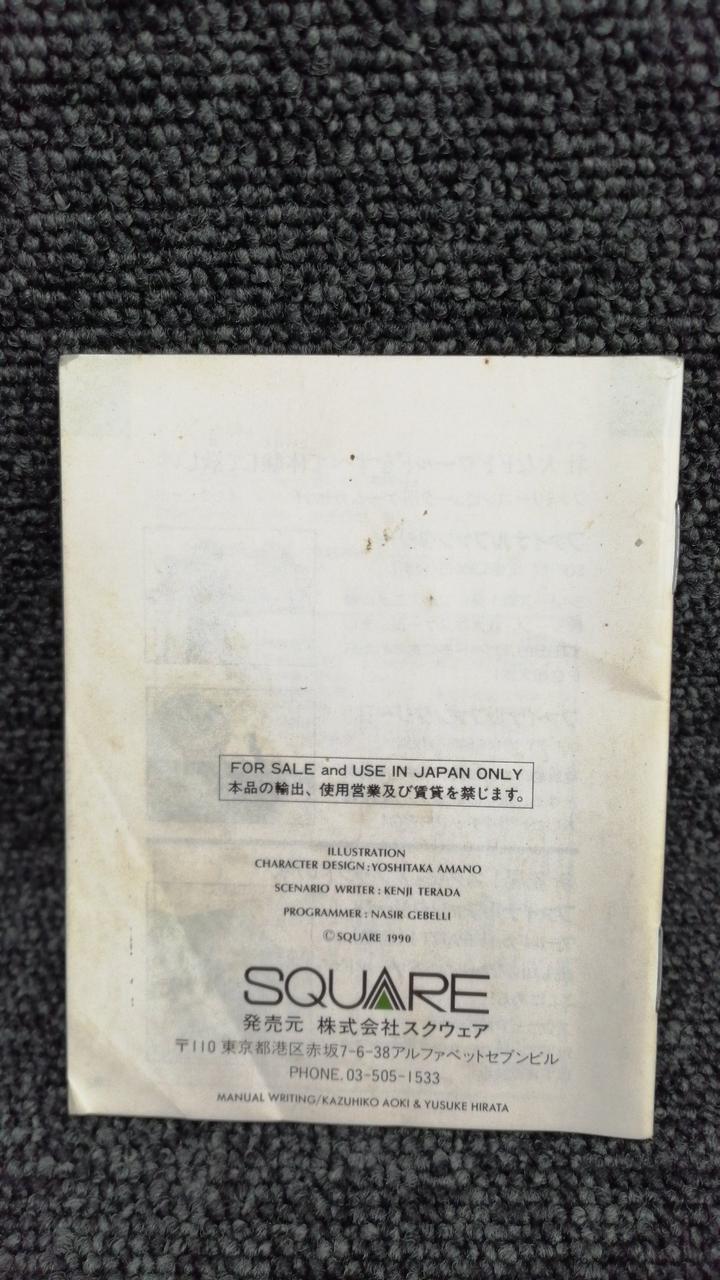 FOR SALE and USE IN JAPAN ONLY
本品の輸出、使用営業及び賃貸を禁じます。
ILLUSTRATION
CHARACTER DESIGN:YOSHITAKA AMANO
SCENARIO WRITER:KENJI TERADA
PROGRAMMER:NASIR GEBELLI
©SQUARE 1990
SQUARE
発売元 株式会社スクウェア
〒110 東京都港区赤坂7-6-38アルファベットセブンビル
PHONE.03-505-1533
MANUAL WRITING/KAZUHIKO AOKI & YUSUKE HIRATA